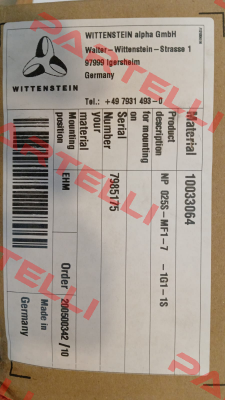 WITTENSTEIN
WITTENSTEIN alpha GmbH
Walter-Wittenstein-Strasse 1
97999 Igersheim
Germany
Tel.: +49 7931 493-0
Material 10033064
Product description NP 025S-MF1-7 -1G1-1S
for mounting on
Serial Number 7985175
your material
Mounting position EHM
Order 200500342/10
Made in Germany
PARTELLI